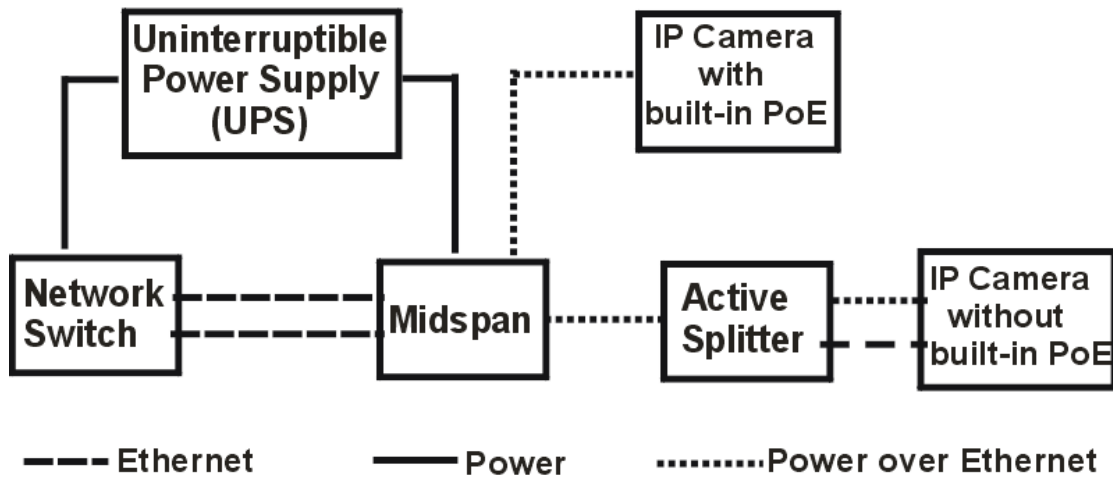 Uninterruptible
Power Supply
(UPS)
IP Camera
with
built-in PoE
Network
Switch
Midspan
Active
Splitter
IP Camera
without
built-in PoE
Ethernet
Power
Power over Ethernet